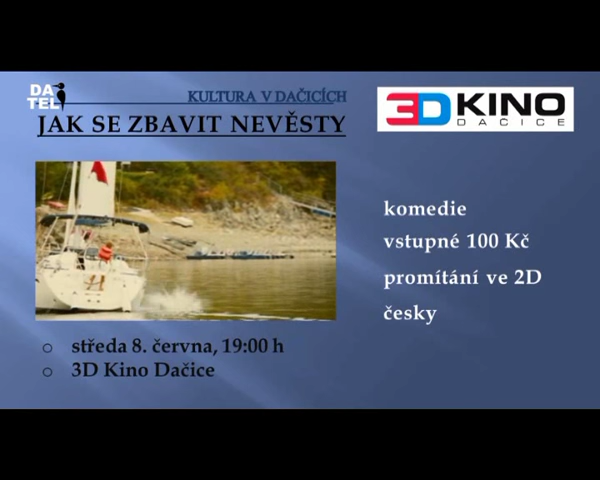 DA
TEL
KULTURA V DAČICÍCH
JAK SE ZBAVIT NEVĚSTY
3D KINO
DAČICE
komedie
vstupné 100 Kč
promítání ve 2D
česky
středa 8. června, 19:00 h
3D Kino Dačice